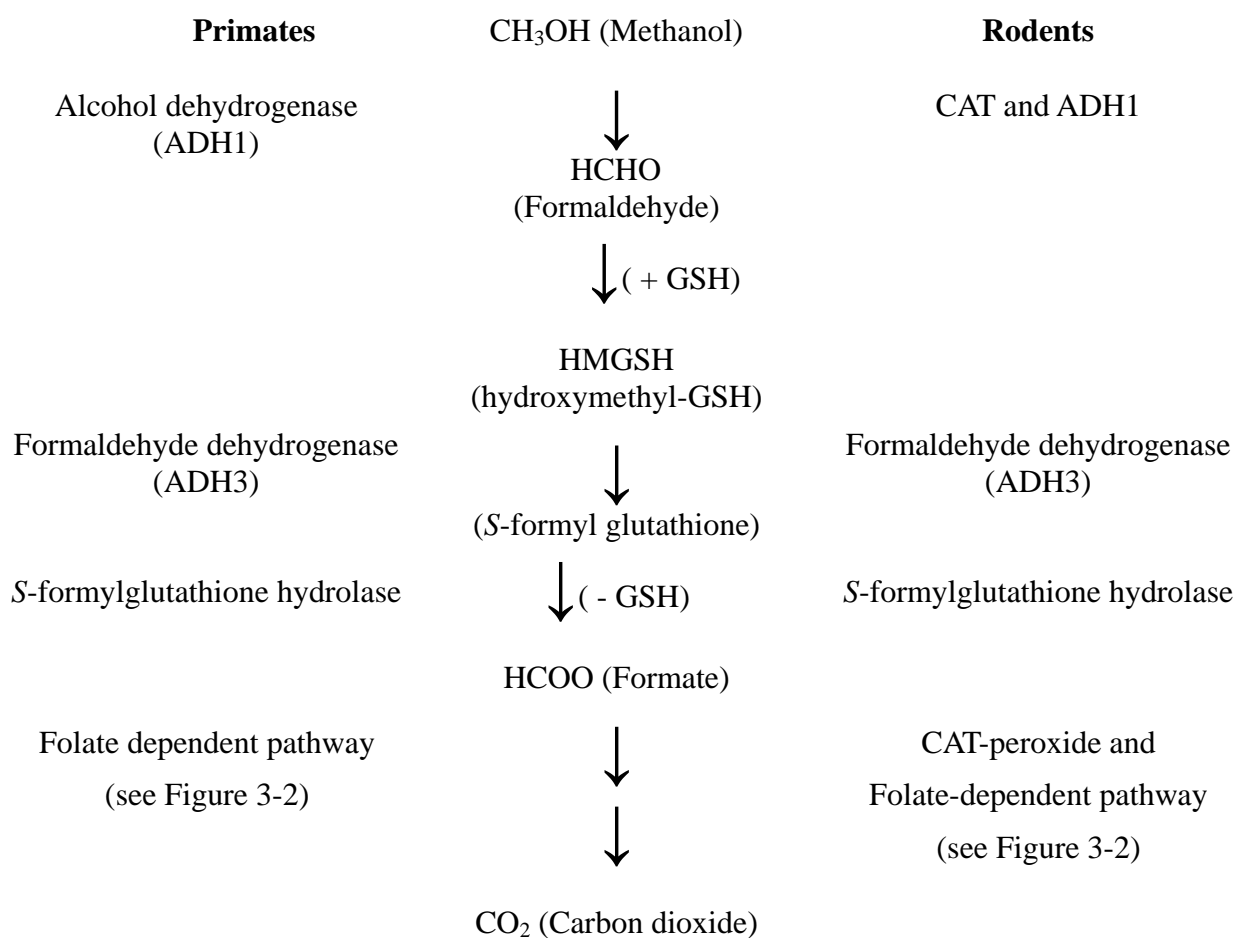 Primates CH₃OH (Methanol) Rodents
Alcohol dehydrogenase CAT and ADH1
(ADH1)
HCHO
(Formaldehyde)
( + GSH)
HMGSH
(hydroxymethyl-GSH)
Formaldehyde dehydrogenase Formaldehyde dehydrogenase
(ADH3) (ADH3)
(S-formyl glutathione)
S-formylglutathione hydrolase ( - GSH) S-formylglutathione hydrolase
HCOO (Formate)
Folate dependent pathway CAT-peroxide and
(see Figure 3-2) Folate-dependent pathway
(see Figure 3-2)
CO₂ (Carbon dioxide)